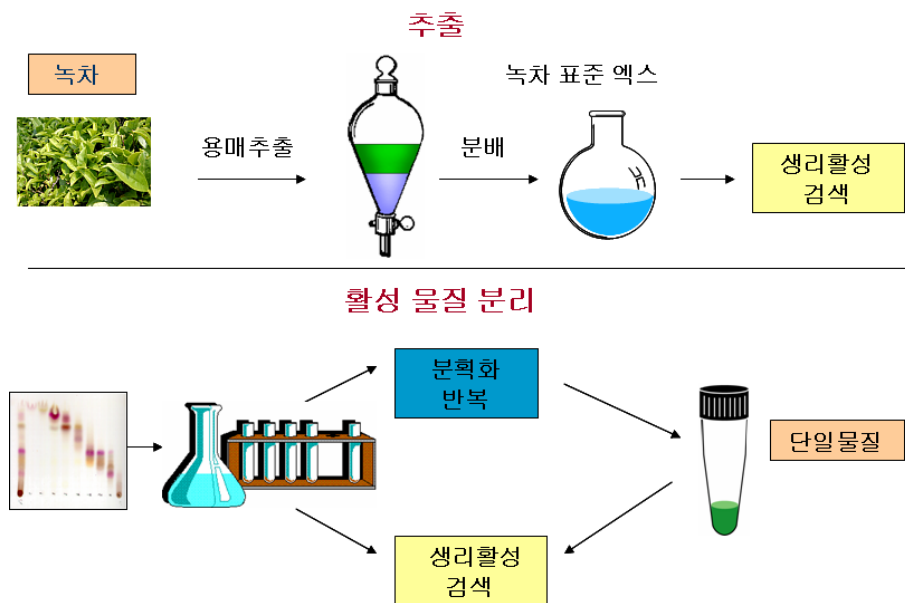 추출
녹차
용매추출
분배
녹차 표준 엑스
생리활성
검색
활성 물질 분리
분획화
반복
단일물질
생리활성
검색